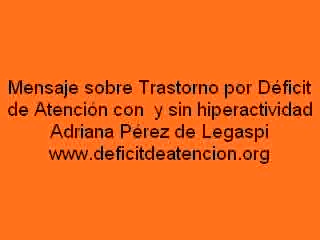 Mensaje sobre Trastorno por Déficit
de Atención con y sin hiperactividad
Adriana Pérez de Legaspi
www.deficitdeatencion.org